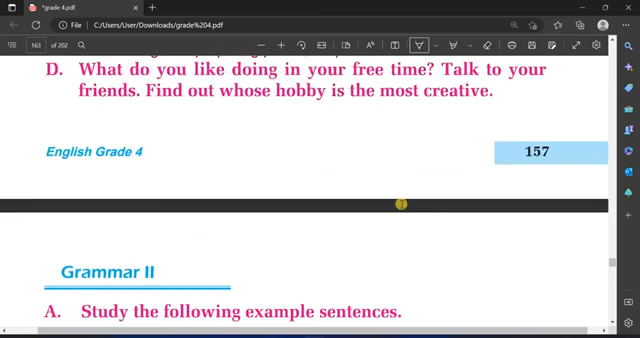 *grade 4.pdf
File | C:/Users/User/Downloads/grade%204.pdf
163 of 202
D. What do you like doing in your free time? Talk to your
friends. Find out whose hobby is the most creative.
English Grade 4
157
Grammar II
A. Study the following example sentences.